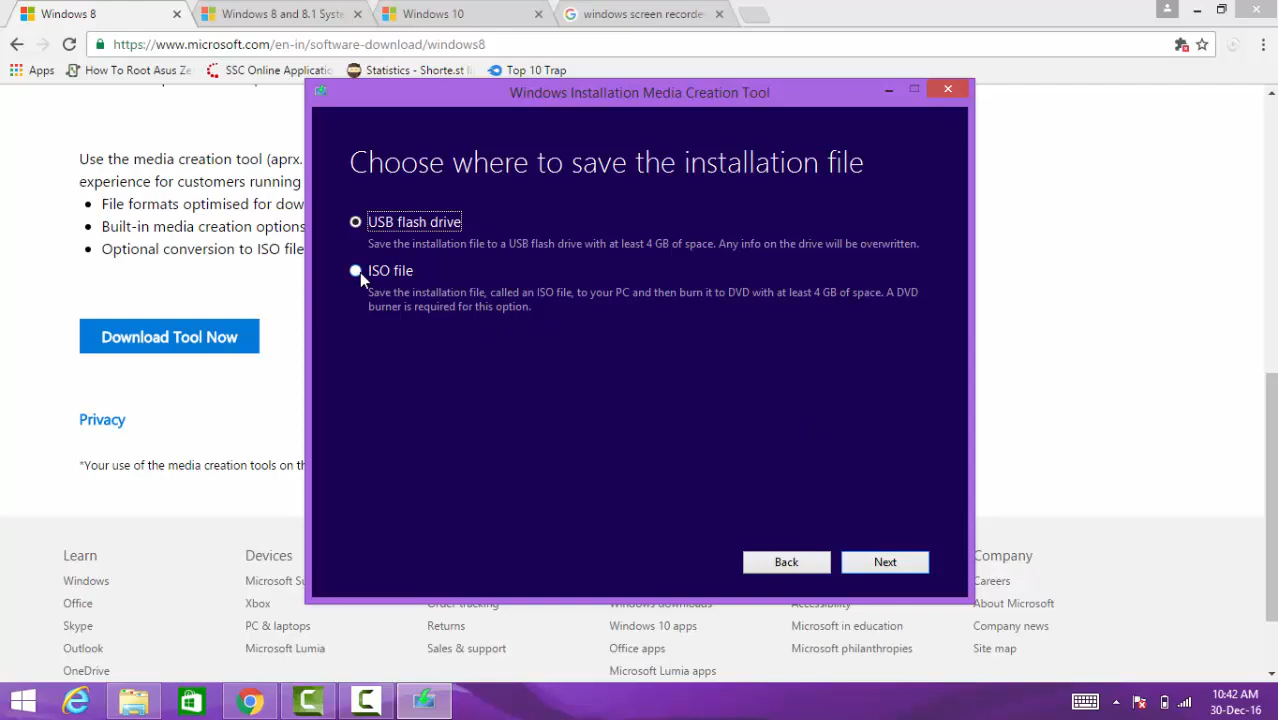 Windows 8
Windows 8 and 8.1 Syste
Windows 10
windows screen recorde
https://www.microsoft.com/en-in/software-download/windows8
Apps
How To Root Asus Ze
SSC Online Applicati
Statistics - Shorte.st l
Top 10 Trap
Windows Installation Media Creation Tool
Use the media creation tool (aprx.
experience for customers running
• File formats optimised for dow
• Built-in media creation options
• Optional conversion to ISO file
Download Tool Now
Privacy
*Your use of the media creation tools on th
Choose where to save the installation file
USB flash drive
Save the installation file to a USB flash drive with at least 4 GB of space. Any info on the drive will be overwritten.
ISO file
Save the installation file, called an ISO file, to your PC and then burn it to DVD with at least 4 GB of space. A DVD
burner is required for this option.
Back
Next
Learn
Windows
Office
Skype
Outlook
OneDrive
Devices
Microsoft Su
Xbox
PC & laptops
Microsoft Lumia
Order tracking
Returns
Sales & support
Windows downloads
Windows 10 apps
Office apps
Microsoft Lumia apps
Accessibility
Microsoft in education
Microsoft philanthropies
Company
Careers
About Microsoft
Company news
Site map
10:42 AM
30-Dec-16